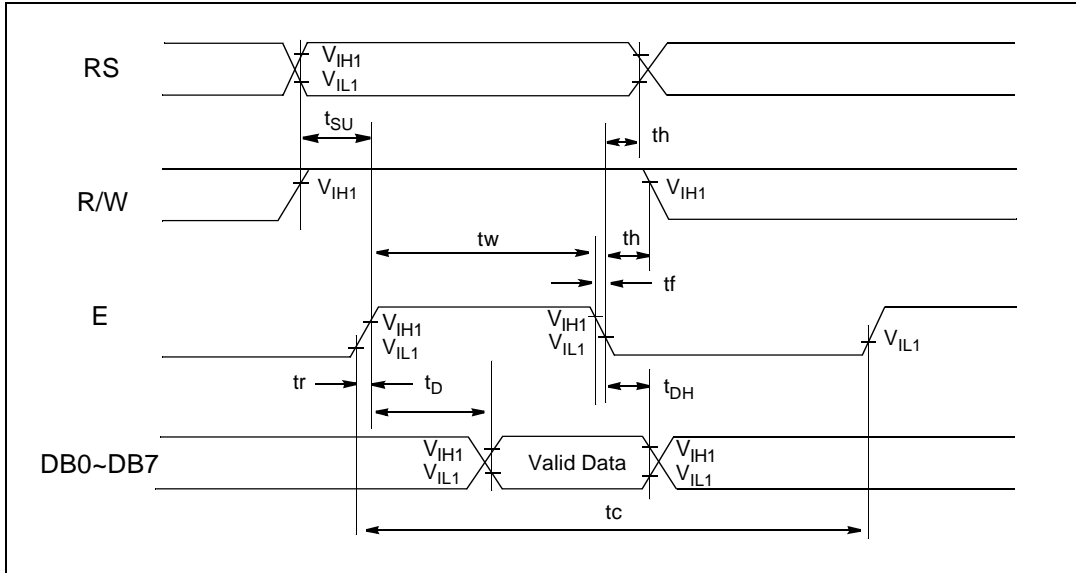 RS
VIH1
VIL1
tSU
th
R/W
VIH1
VIH1
tw
th
tf
E
VIH1
VIL1
VIH1
VIL1
VIL1
tr
tD
tDH
DB0~DB7
VIH1
VIL1
Valid Data
VIH1
VIL1
tc